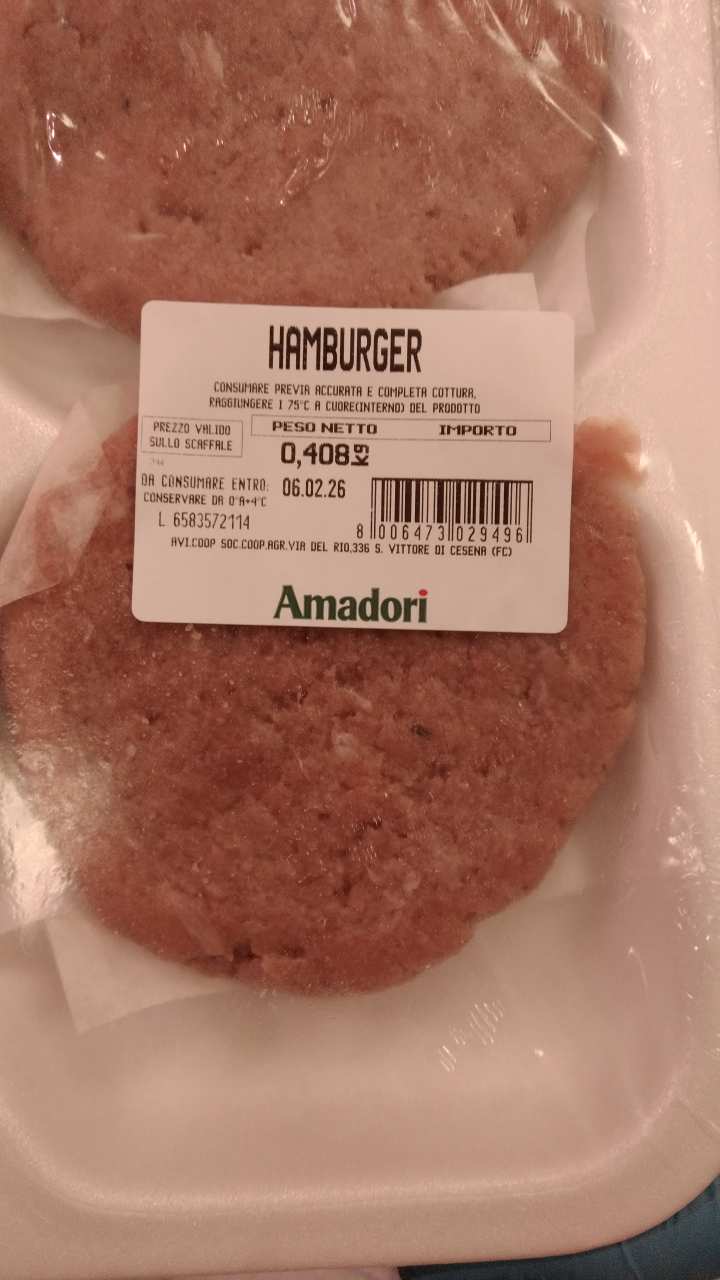 HAMBURGER
CONSUMARE PREVIA ACCURATA E COMPLETA COTTURA,
RAGGIUNGERE I 75°C A CUORE(INTERNO) DEL PRODOTTO
PREZZO VALIDO
SULLO SCAFFALE
PESO NETTO IMPORTO
0,408kg
DA CONSUMARE ENTRO: 06.02.26
CONSERVARE DA 0°A+4°C
L 6583572114
8 006473 029496
AVI.COOP SOC.COOP.AGR.VIA DEL RIO,336 S. VITTORE DI CESENA (FC)
Amadori